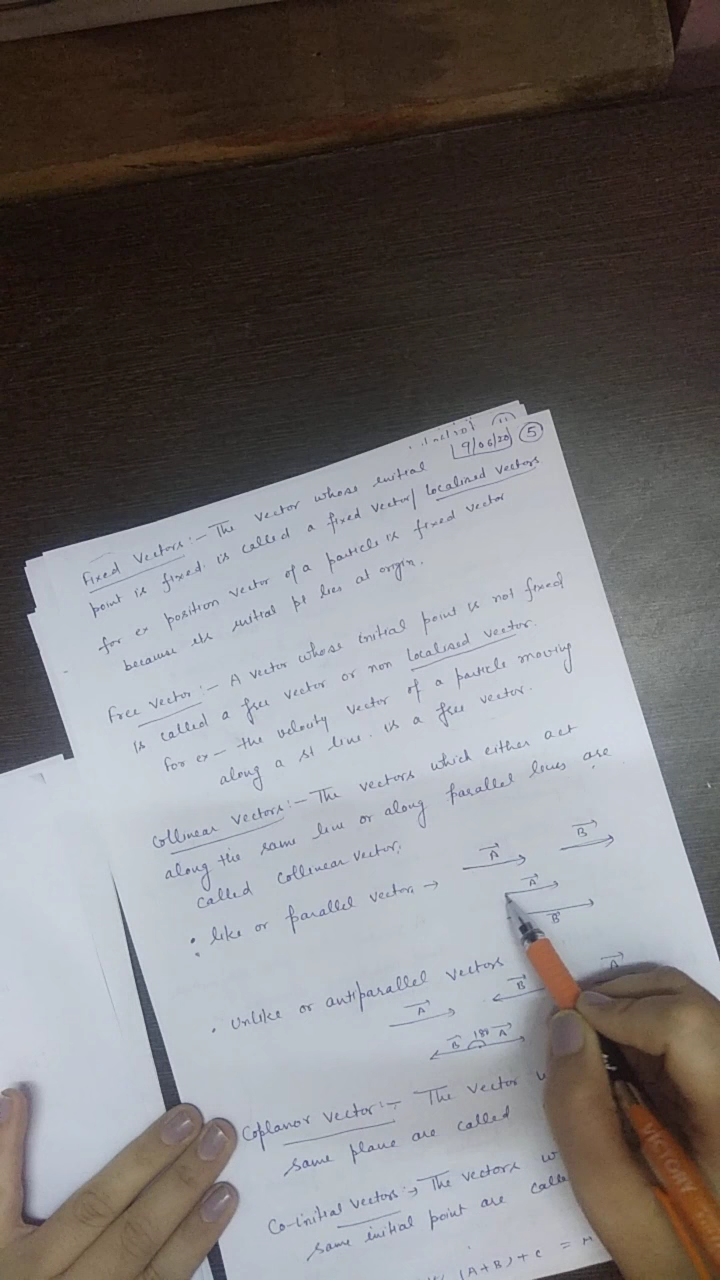 9/06/20 5
Fixed Vectors:- The vector whose initial
point is fixed is called a fixed vector/ localised vectors
for ex position vector of a particle is fixed vector
because its initial pt lies at origin.
Free vector:- A vector whose initial point is not fixed
is called a free vector or non localised vector.
for ex- the velocity vector of a particle moving
along a st line. is a free vector.
Collinear vectors:- The vectors which either act
along the same line or along parallel lines are
called collinear vector;
A B
• like or parallel vector →
A
B
• Unlike or antiparallel vectors
A B A
B 180 A
Coplanar vector:- The vector
same plane are called
Co-initial vectors:→ The vectors
same initial point are
(A+B)+C =